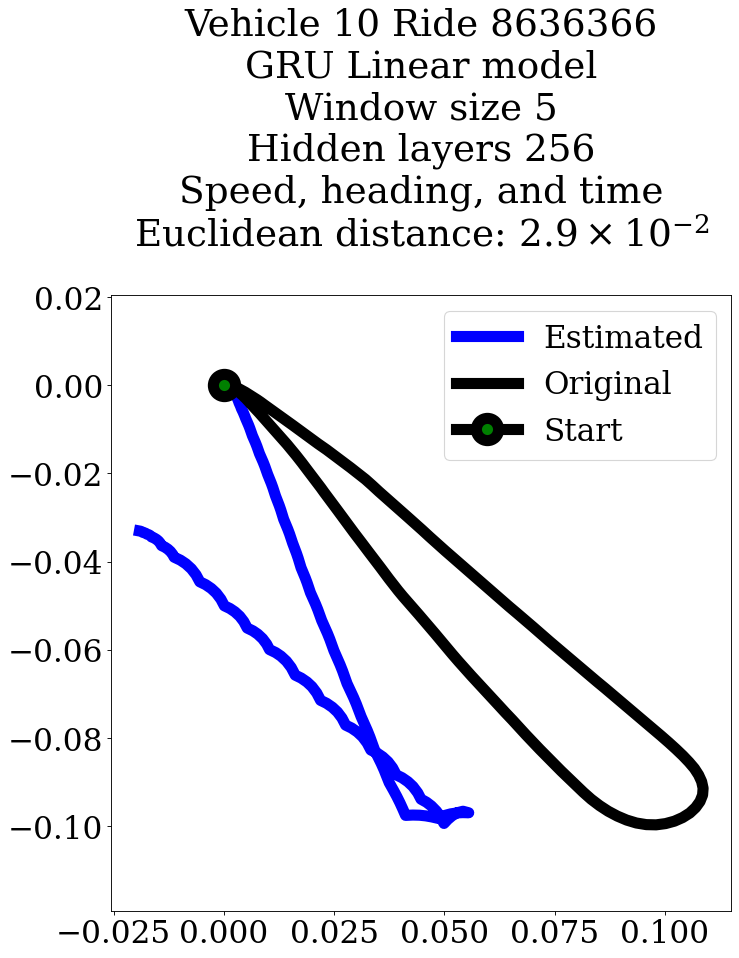 Vehicle 10 Ride 8636366
GRU Linear model
Window size 5
Hidden layers 256
Speed, heading, and time
Euclidean distance: 2.9 × 10⁻²
Estimated
Original
Start
0.02
0.00
−0.02
−0.04
−0.06
−0.08
−0.10
−0.025 0.000 0.025 0.050 0.075 0.100